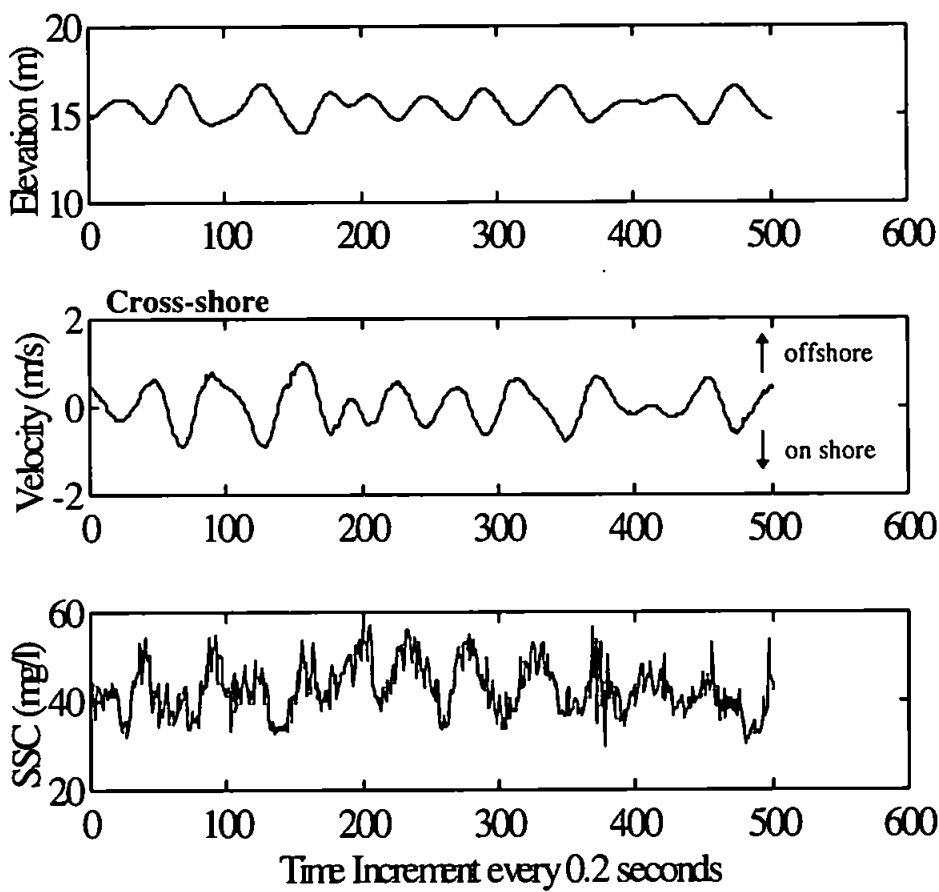 20
15
10
Elevation (m)
0 100 200 300 400 500 600
Cross-shore
2
0
-2
Velocity (m/s)
offshore
on shore
0 100 200 300 400 500 600
60
40
20
SSC (mg/l)
0 100 200 300 400 500 600
Time Increment every 0.2 seconds